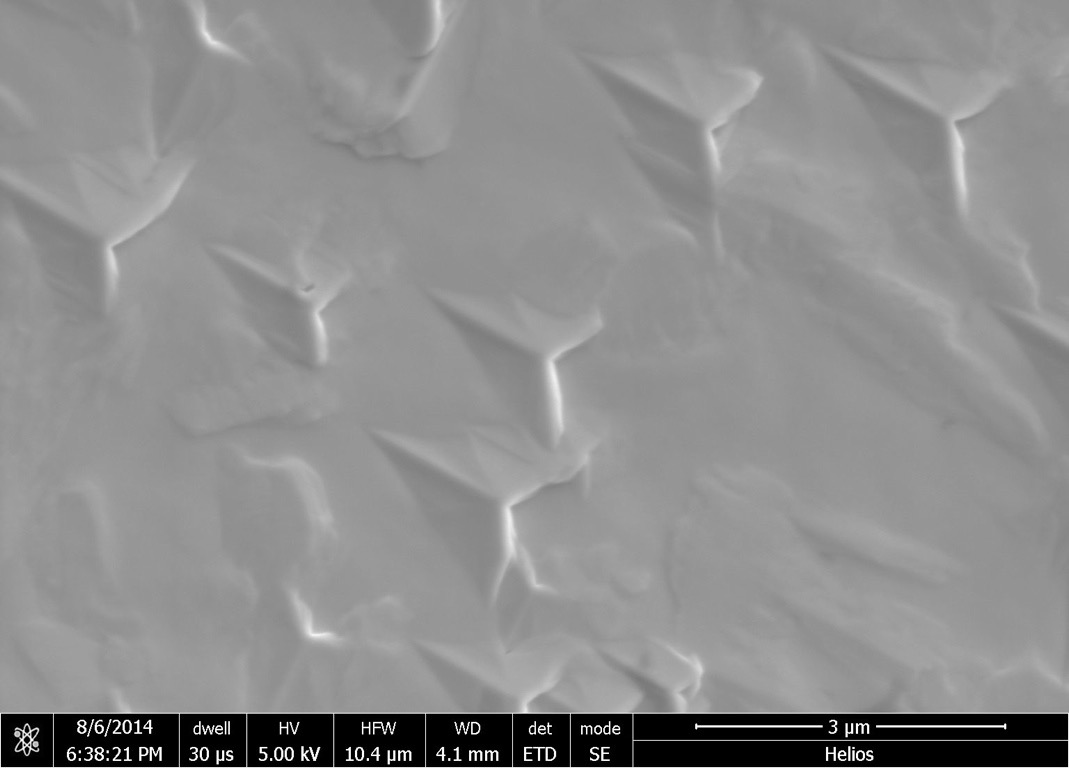 8/6/2014 dwell HV HFW WD det mode 3 µm
6:38:21 PM 30 µs 5.00 kV 10.4 µm 4.1 mm ETD SE Helios